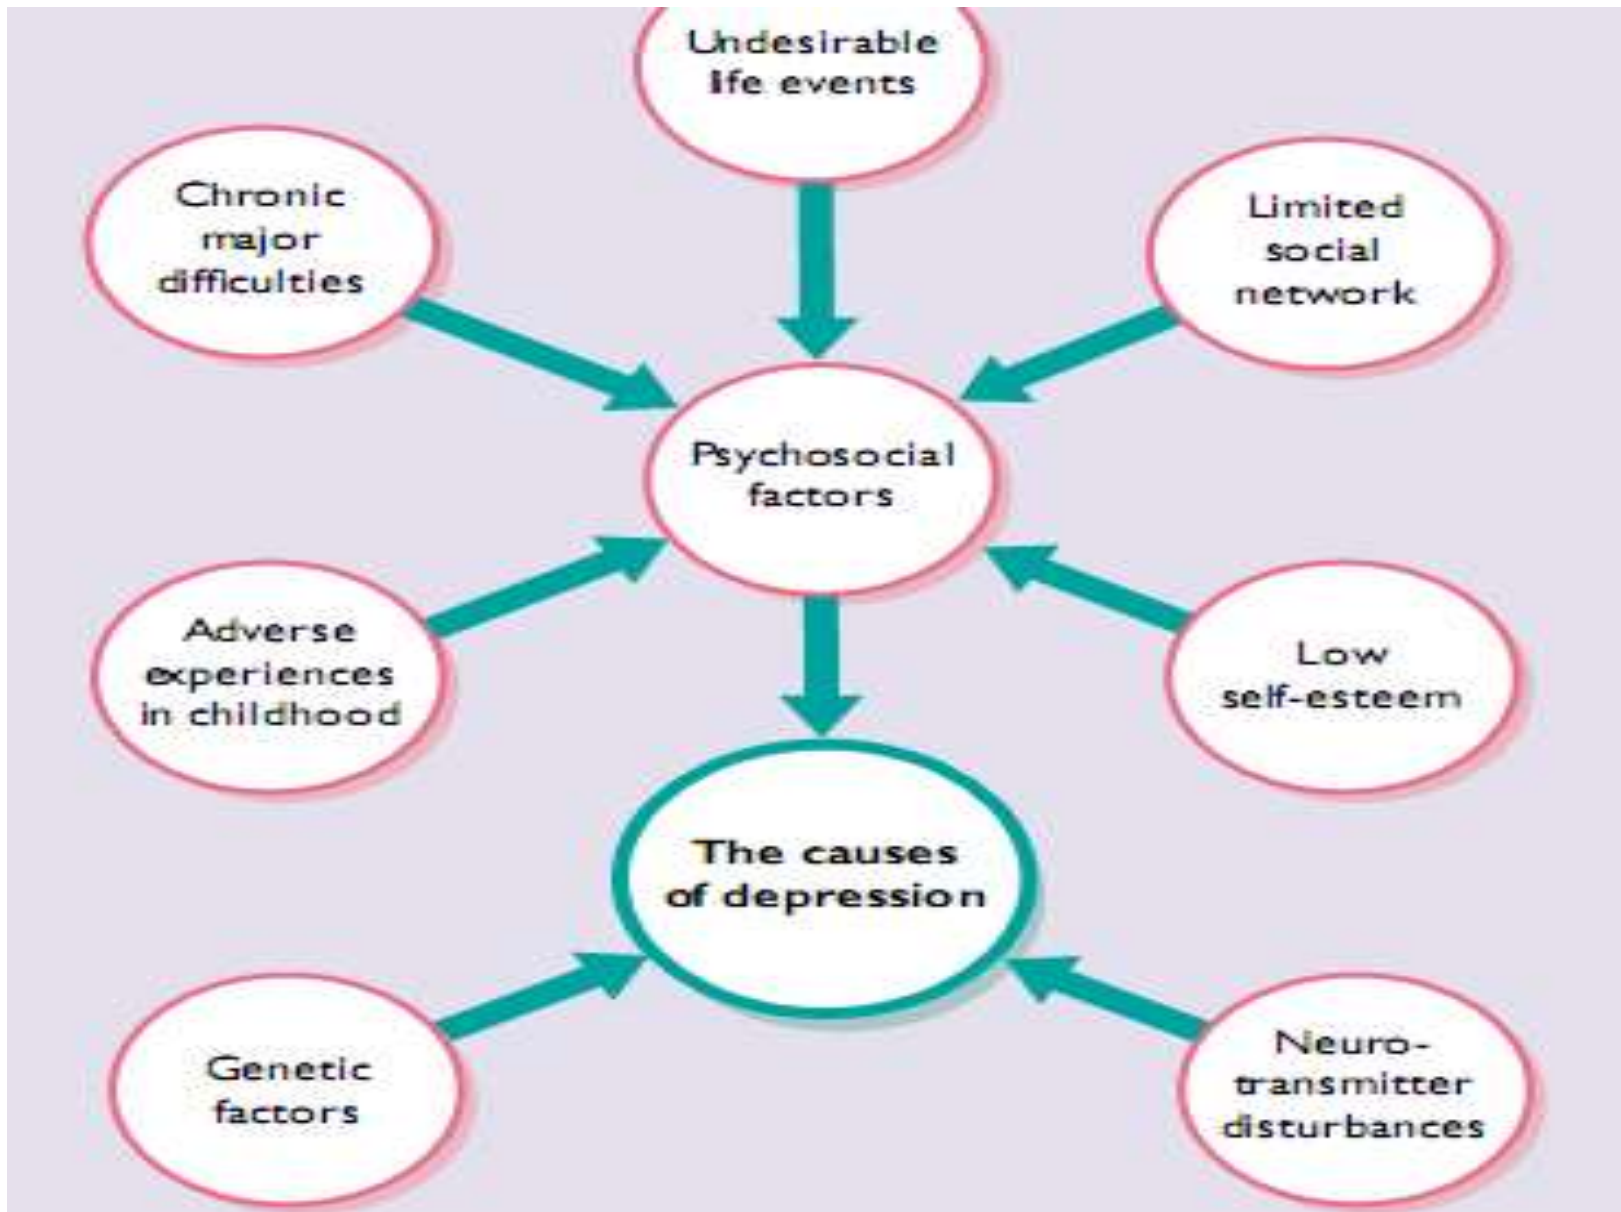 Undesirable
life events
Chronic
major
difficulties
Limited
social
network
Psychosocial
factors
Adverse
experiences
in childhood
Low
self-esteem
The causes
of depression
Genetic
factors
Neuro-
transmitter
disturbances